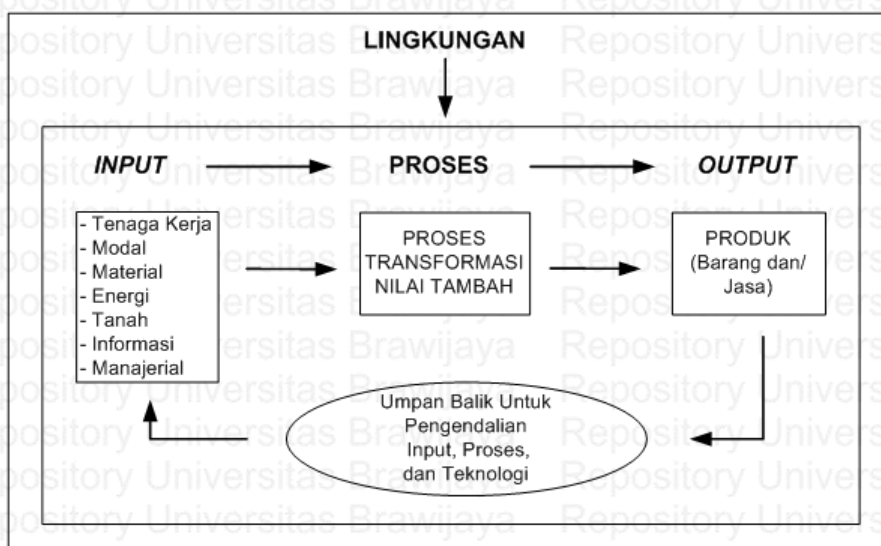 LINGKUNGAN
INPUT PROSES OUTPUT
- Tenaga Kerja
- Modal
- Material
- Energi
- Tanah
- Informasi
- Manajerial
PROSES
TRANSFORMASI
NILAI TAMBAH
PRODUK
(Barang dan/
Jasa)
Umpan Balik Untuk
Pengendalian
Input, Proses,
dan Teknologi
Repository Universitas Brawijaya